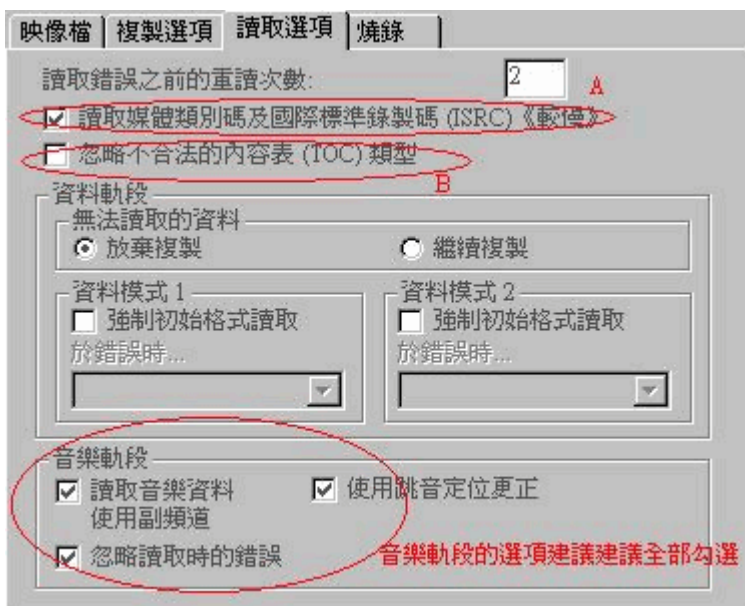 映像檔 複製選項 讀取選項 燒錄
讀取錯誤之前的重讀次數: 2
A
讀取媒體類別碼及國際標準錄製碼 (ISRC)《較慢》
忽略不合法的內容表 (TOC) 類型
B
資料軌段
無法讀取的資料
放棄複製 繼續複製
資料模式 1 資料模式 2
強制初始格式讀取 強制初始格式讀取
於錯誤時... 於錯誤時...
音樂軌段
讀取音樂資料 使用跳音定位更正
使用副頻道
忽略讀取時的錯誤 音樂軌段的選項建議建議全部勾選